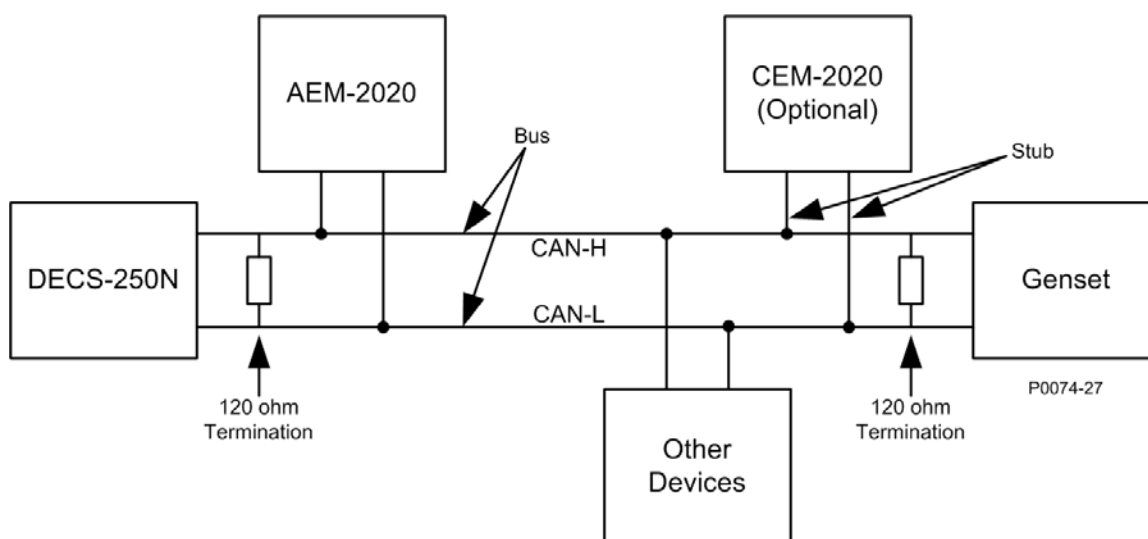 AEM-2020
CEM-2020
(Optional)
Bus
Stub
DECS-250N
CAN-H
Genset
CAN-L
P0074-27
120 ohm
Termination
120 ohm
Termination
Other
Devices